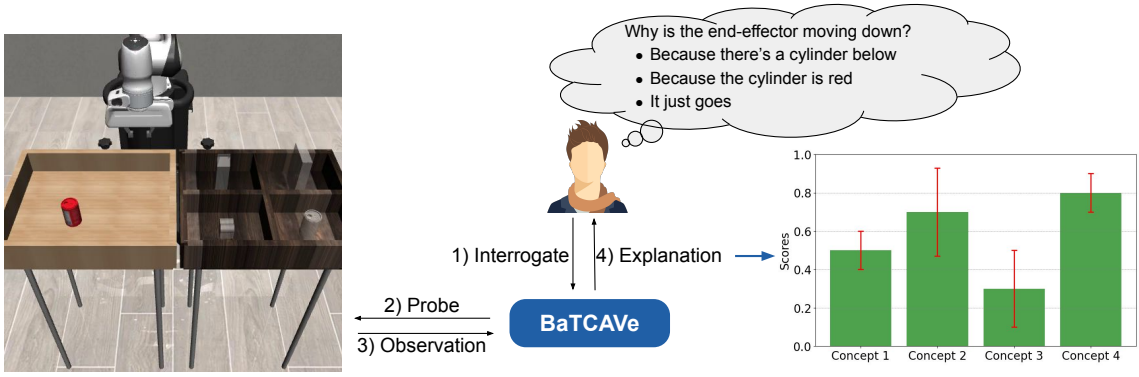 Why is the end-effector moving down?
• Because there's a cylinder below
• Because the cylinder is red
• It just goes
1) Interrogate
4) Explanation
2) Probe
3) Observation
BaTCAVe
Scores
1.0
0.8
0.6
0.4
0.2
0.0
Concept 1 Concept 2 Concept 3 Concept 4